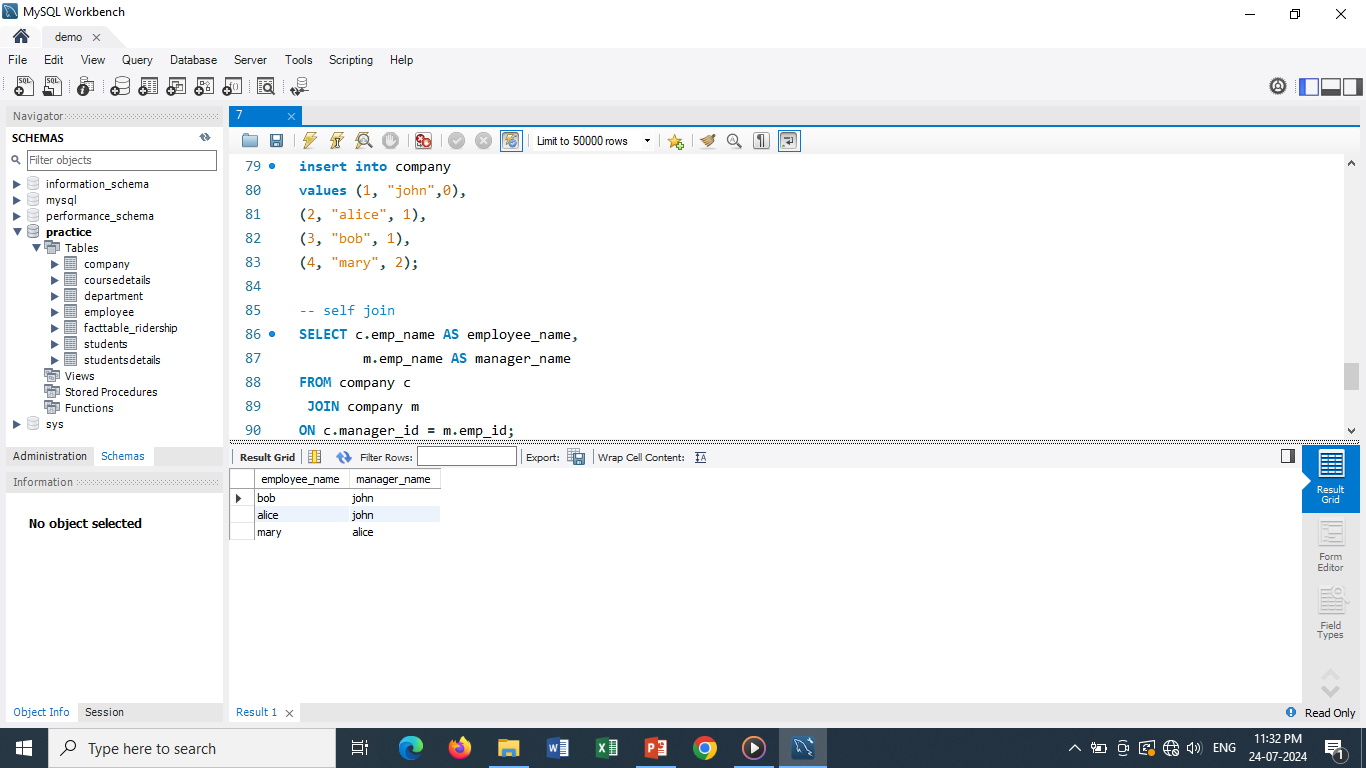 MySQL Workbench
demo
File Edit View Query Database Server Tools Scripting Help
Navigator
SCHEMAS
Filter objects
information_schema
mysql
performance_schema
practice
Tables
company
coursedetails
department
employee
facttable_ridership
students
studentsdetails
Views
Stored Procedures
Functions
sys
Administration Schemas
Information
No object selected
Object Info Session
7
Limit to 50000 rows
79 insert into company
80 values (1, "john",0),
81 (2, "alice", 1),
82 (3, "bob", 1),
83 (4, "mary", 2);
84
85 -- self join
86 SELECT c.emp_name AS employee_name,
87 m.emp_name AS manager_name
88 FROM company c
89 JOIN company m
90 ON c.manager_id = m.emp_id;
Result Grid Filter Rows: Export: Wrap Cell Content:
employee_name manager_name
bob john
alice john
mary alice
Result Grid
Form Editor
Field Types
Result 1
Read Only
Type here to search
ENG
11:32 PM
24-07-2024
1